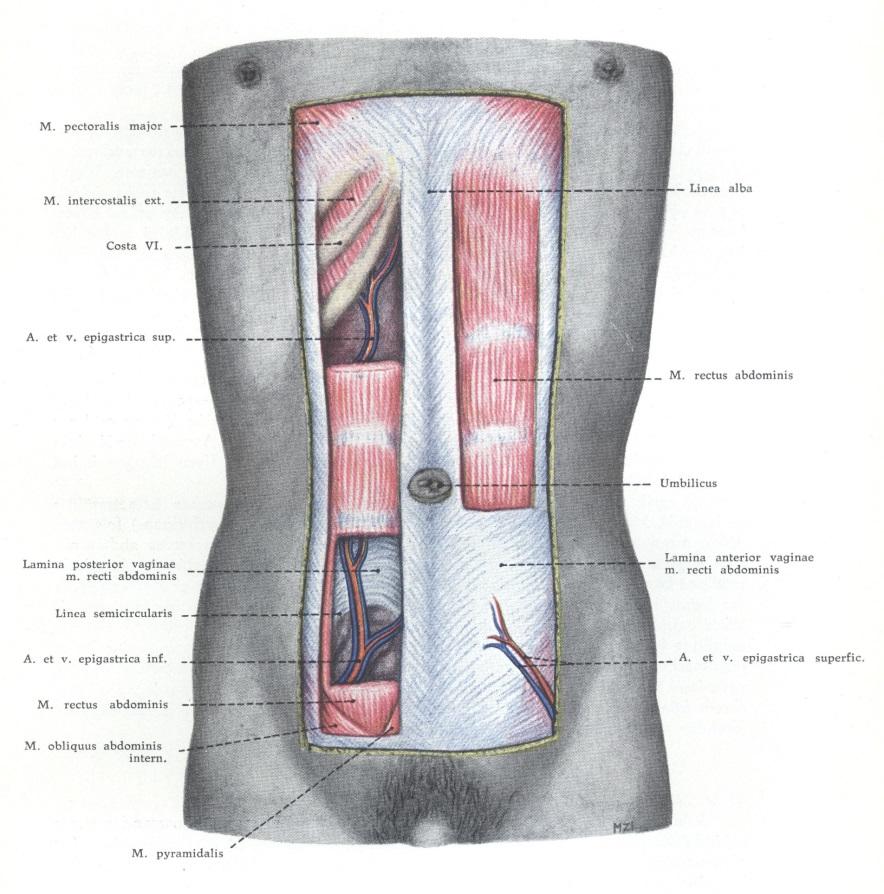 M. pectoralis major
M. intercostalis ext.
Costa VI.
A. et v. epigastrica sup.
Lamina posterior vaginae
m. recti abdominis
Linea semicircularis
A. et v. epigastrica inf.
M. rectus abdominis
M. obliquus abdominis
intern.
M. pyramidalis
Linea alba
M. rectus abdominis
Umbilicus
Lamina anterior vaginae
m. recti abdominis
A. et v. epigastrica superfic.